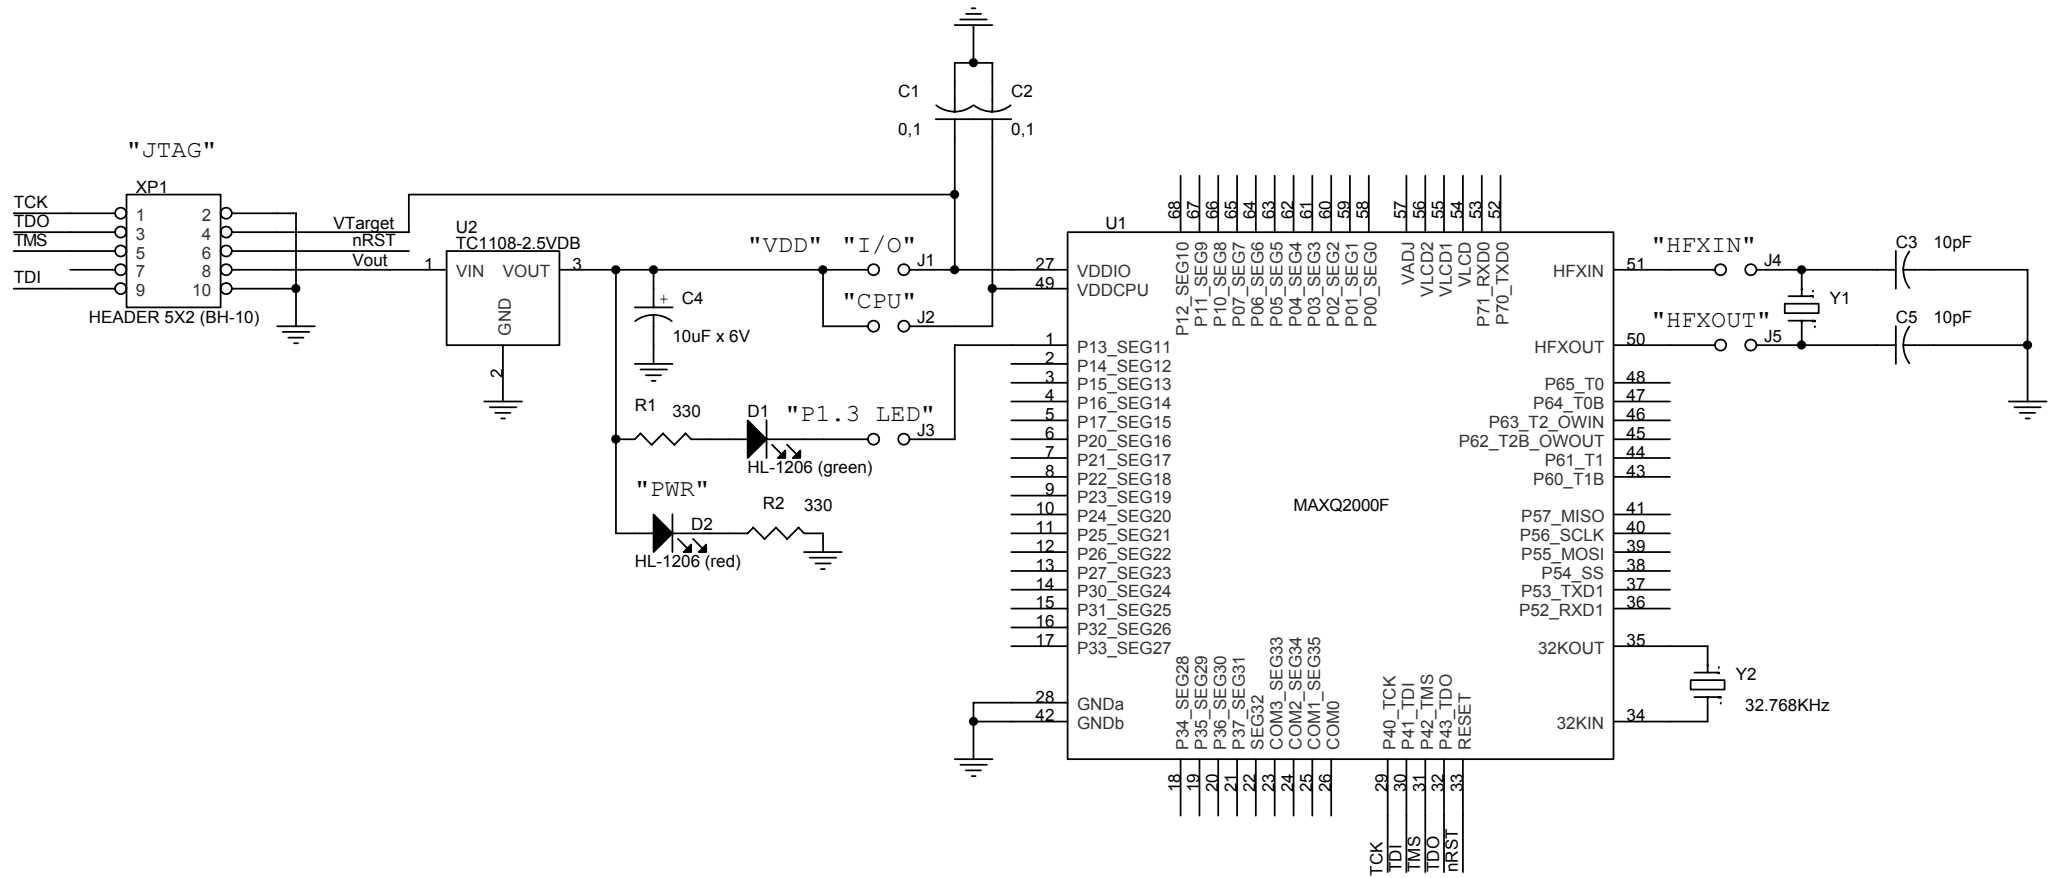 "JTAG"
XP1
TCK 1 2
TDO 3 4 VTarget
TMS 5 6 nRST
7 8 Vout
TDI 9 10
HEADER 5X2 (BH-10)
U2
TC1108-2.5VDB
1 VIN VOUT 3
GND
2
C1 C2
0,1 0,1
"VDD" "I/O"
J1
"CPU"
J2
+ C4
10uF x 6V
R1 330 D1 "P1.3 LED"
J3
HL-1206 (green)
"PWR"
D2 R2 330
HL-1206 (red)
U1
MAXQ2000F
27 VDDIO
49 VDDCPU
1 P13_SEG11
2 P14_SEG12
3 P15_SEG13
4 P16_SEG14
5 P17_SEG15
6 P20_SEG16
7 P21_SEG17
8 P22_SEG18
9 P23_SEG19
10 P24_SEG20
11 P25_SEG21
12 P26_SEG22
13 P27_SEG23
14 P30_SEG24
15 P31_SEG25
16 P32_SEG26
17 P33_SEG27
28 GNDa
42 GNDb
68 P12_SEG10
67 P11_SEG9
66 P10_SEG8
65 P07_SEG7
64 P06_SEG6
63 P05_SEG5
62 P04_SEG4
61 P03_SEG3
60 P02_SEG2
59 P01_SEG1
58 P00_SEG0
57 VADJ
56 VLCD2
55 VLCD1
54 VLCD
53 P71_RXD0
52 P70_TXD0
HFXIN 51
HFXOUT 50
P65_T0 48
P64_T0B 47
P63_T2_OWIN 46
P62_T2B_OWOUT 45
P61_T1 44
P60_T1B 43
P57_MISO 41
P56_SCLK 40
P55_MOSI 39
P54_SS 38
P53_TXD1 37
P52_RXD1 36
32KOUT 35
32KIN 34
P34_SEG28 18
P35_SEG29 19
P36_SEG30 20
P37_SEG31 21
SEG32 22
COM3_SEG33 23
COM2_SEG34 24
COM1_SEG35 25
COM0 26
P40_TCK 29 TCK
P41_TDI 30 TDI
P42_TMS 31 TMS
P43_TDO 32 TDO
RESET 33 nRST
"HFXIN"
J4
C3 10pF
Y1
"HFXOUT"
J5
C5 10pF
Y2
32.768KHz